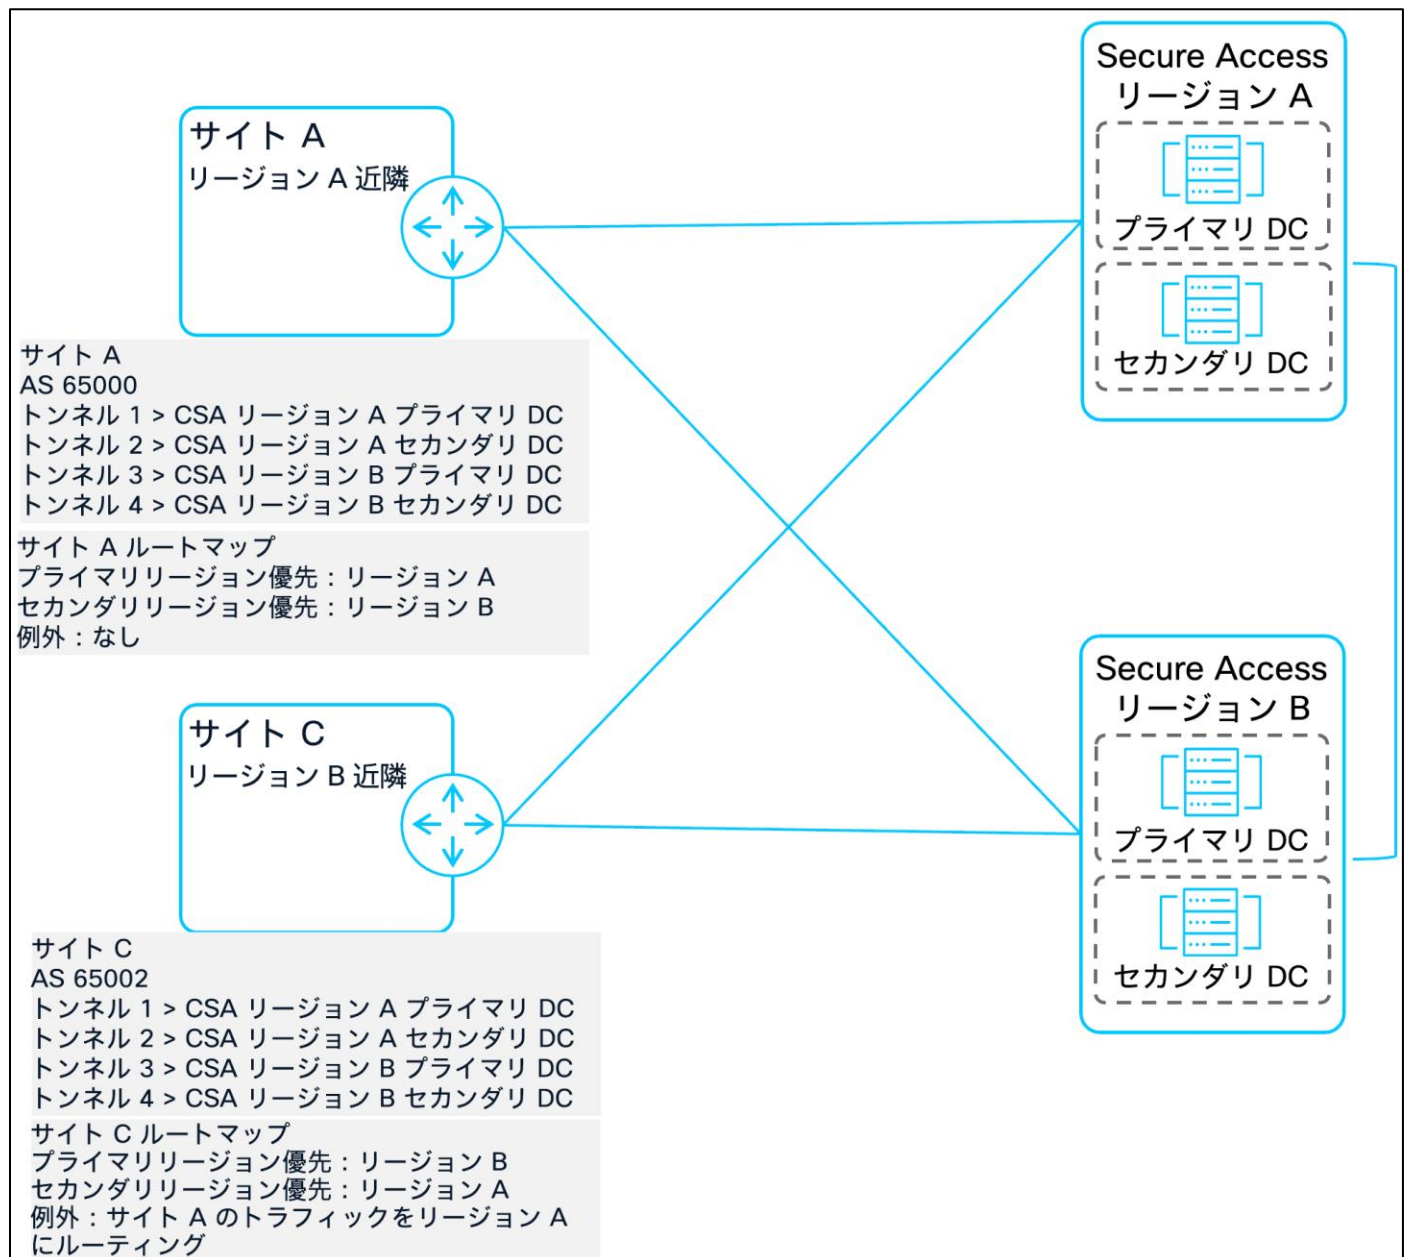 サイト A
リージョン A 近隣
サイト A
AS 65000
トンネル 1 > CSA リージョン A プライマリ DC
トンネル 2 > CSA リージョン A セカンダリ DC
トンネル 3 > CSA リージョン B プライマリ DC
トンネル 4 > CSA リージョン B セカンダリ DC
サイト A ルートマップ
プライマリリージョン優先：リージョン A
セカンダリリージョン優先：リージョン B
例外：なし
サイト C
リージョン B 近隣
サイト C
AS 65002
トンネル 1 > CSA リージョン A プライマリ DC
トンネル 2 > CSA リージョン A セカンダリ DC
トンネル 3 > CSA リージョン B プライマリ DC
トンネル 4 > CSA リージョン B セカンダリ DC
サイト C ルートマップ
プライマリリージョン優先：リージョン B
セカンダリリージョン優先：リージョン A
例外：サイト A のトラフィックをリージョン A
にルーティング
Secure Access
リージョン A
プライマリ DC
セカンダリ DC
Secure Access
リージョン B
プライマリ DC
セカンダリ DC